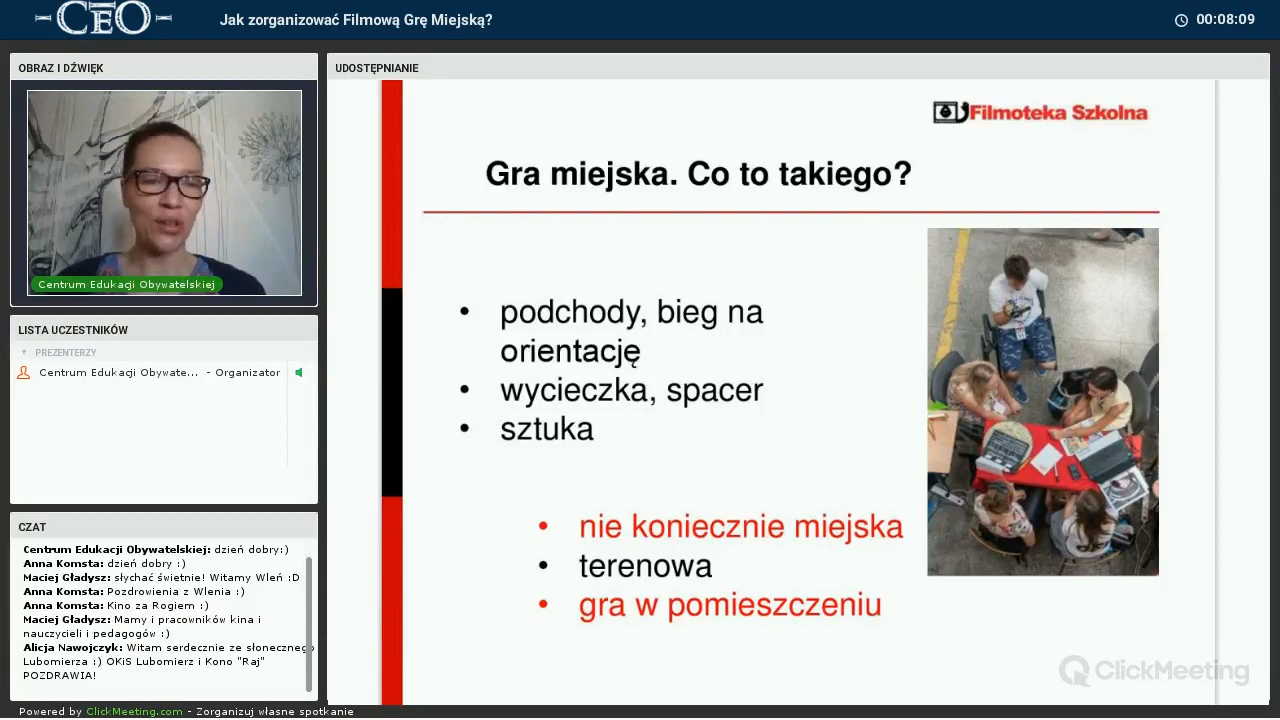 CEO
Jak zorganizować Filmową Grę Miejską?
00:08:09
OBRAZ I DŹWIĘK
Centrum Edukacji Obywatelskiej
LISTA UCZESTNIKÓW
PREZENTERZY
Centrum Edukacji Obywate... - Organizator
CZAT
Centrum Edukacji Obywatelskiej: dzień dobry:)
Anna Komsta: dzień dobry :)
Maciej Gładysz: słychać świetnie! Witamy Wleń :D
Anna Komsta: Pozdrowienia z Wlenia :)
Anna Komsta: Kino za Rogiem :)
Maciej Gładysz: Mamy i pracowników kina i
nauczycieli i pedagogów :)
Alicja Nawojczyk: Witam serdecznie ze słonecznego
Lubomierza :) OKiS Lubomierz i Kono "Raj"
POZDRAWIA!
Powered by ClickMeeting.com - Zorganizuj własne spotkanie
UDOSTĘPNIANIE
Filmoteka Szkolna
Gra miejska. Co to takiego?
• podchody, bieg na
orientację
• wycieczka, spacer
• sztuka
• nie koniecznie miejska
• terenowa
• gra w pomieszczeniu
ClickMeeting